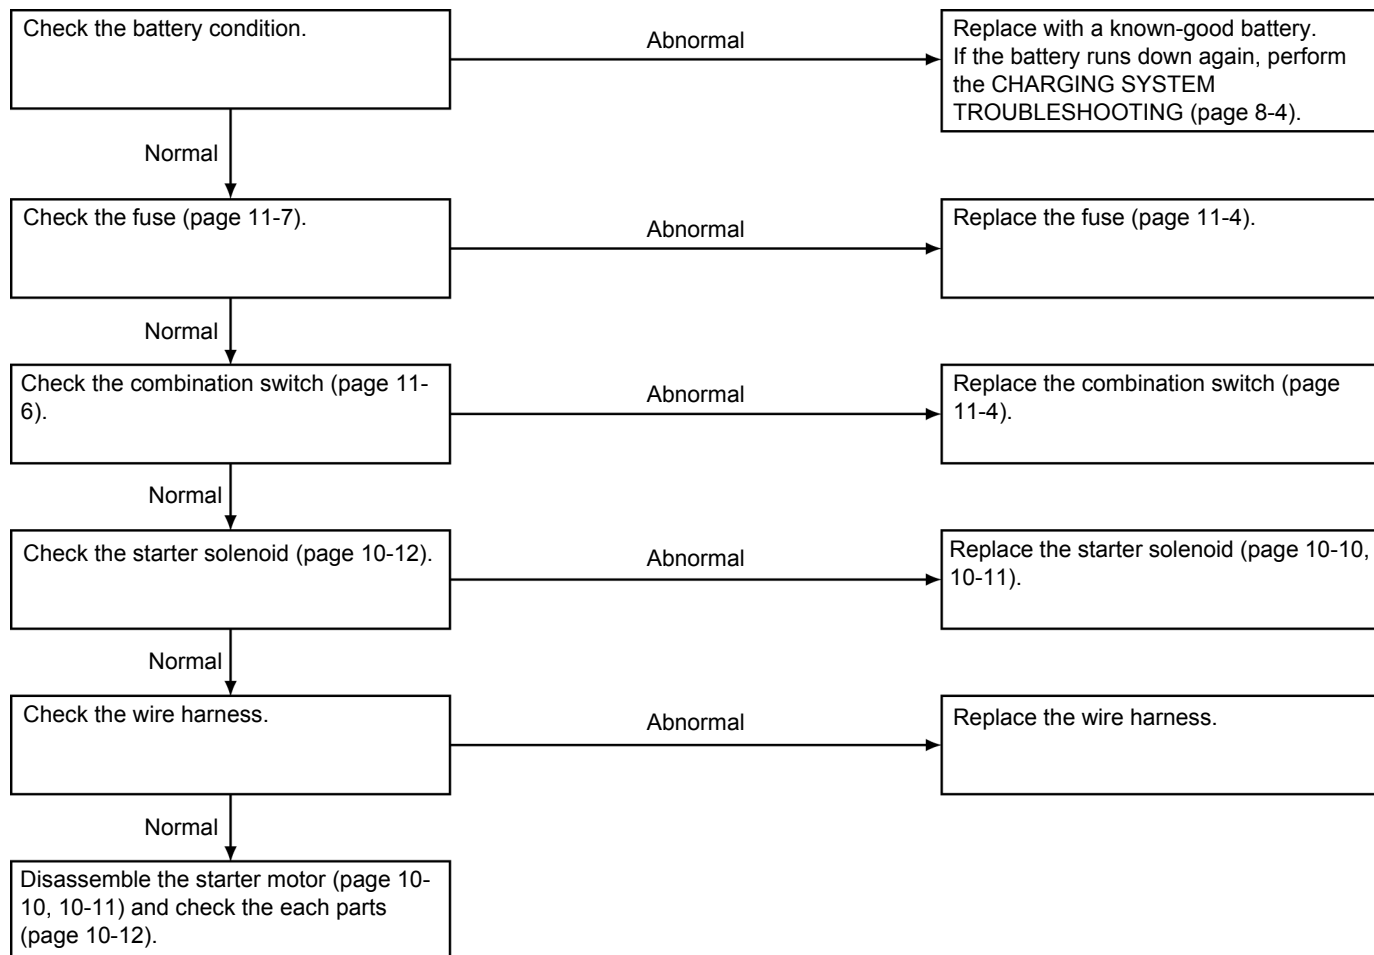 Check the battery condition.
Abnormal
Replace with a known-good battery.
If the battery runs down again, perform
the CHARGING SYSTEM
TROUBLESHOOTING (page 8-4).
Normal
Check the fuse (page 11-7).
Abnormal
Replace the fuse (page 11-4).
Normal
Check the combination switch (page 11-
6).
Abnormal
Replace the combination switch (page
11-4).
Normal
Check the starter solenoid (page 10-12).
Abnormal
Replace the starter solenoid (page 10-10,
10-11).
Normal
Check the wire harness.
Abnormal
Replace the wire harness.
Normal
Disassemble the starter motor (page 10-
10, 10-11) and check the each parts
(page 10-12).